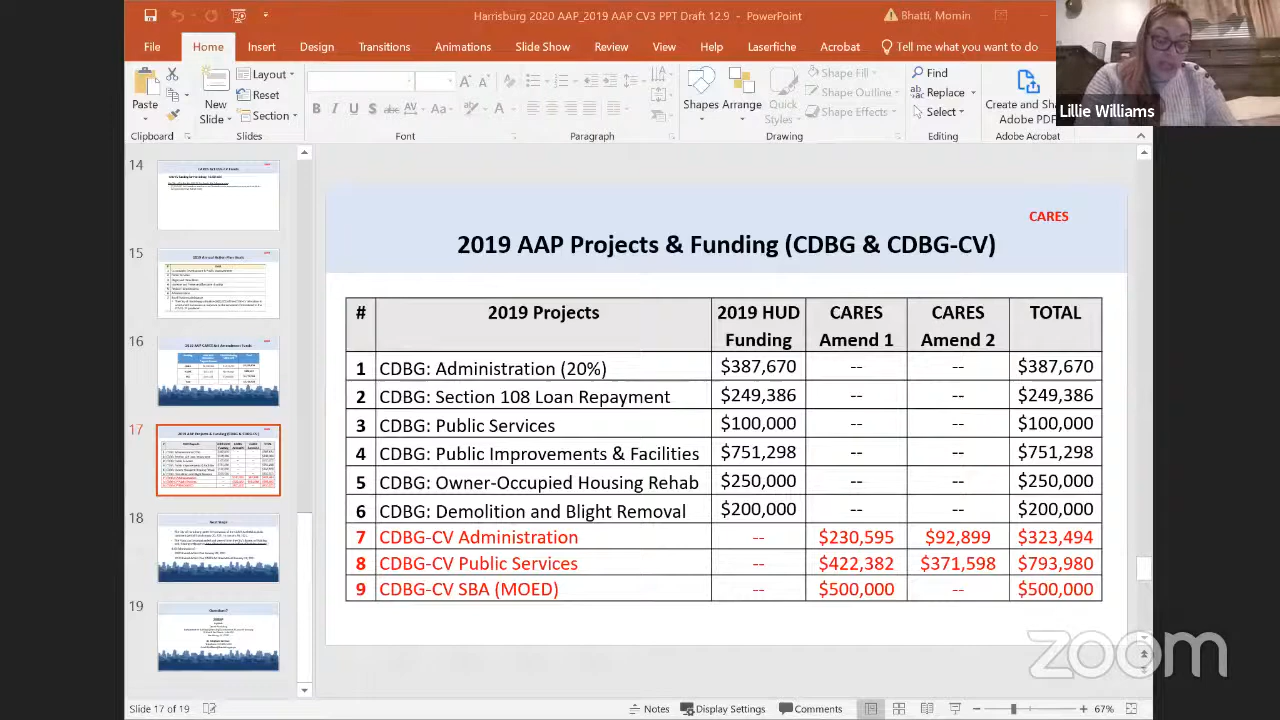 Harrisburg 2020 AAP_2019 AAP CV3 PPT Draft 12.9 - PowerPoint
Bhatti, Momin
File Home Insert Design Transitions Animations Slide Show Review View Help Laserfiche Acrobat Tell me what you want to do
Paste
New Slide
Layout
Reset
Section
Shapes
Arrange
Quick Styles
Shape Fill
Shape Outline
Shape Effects
Find
Replace
Select
Create and Sh
Adobe PDF
Clipboard Slides Font Paragraph Drawing Editing Adobe Acrobat
Lillie Williams
14
15
16
17
18
19
CARES
2019 AAP Projects & Funding (CDBG & CDBG-CV)
# 2019 Projects 2019 HUD Funding CARES Amend 1 CARES Amend 2 TOTAL
1 CDBG: Administration (20%) $387,670 -- -- $387,670
2 CDBG: Section 108 Loan Repayment $249,386 -- -- $249,386
3 CDBG: Public Services $100,000 -- -- $100,000
4 CDBG: Public Improvements & Facilities $751,298 -- -- $751,298
5 CDBG: Owner-Occupied Housing Rehab $250,000 -- -- $250,000
6 CDBG: Demolition and Blight Removal $200,000 -- -- $200,000
7 CDBG-CV Administration -- $230,595 $92,899 $323,494
8 CDBG-CV Public Services -- $422,382 $371,598 $793,980
9 CDBG-CV SBA (MOED) -- $500,000 -- $500,000
zoom
Slide 17 of 19
Notes Display Settings Comments 67%